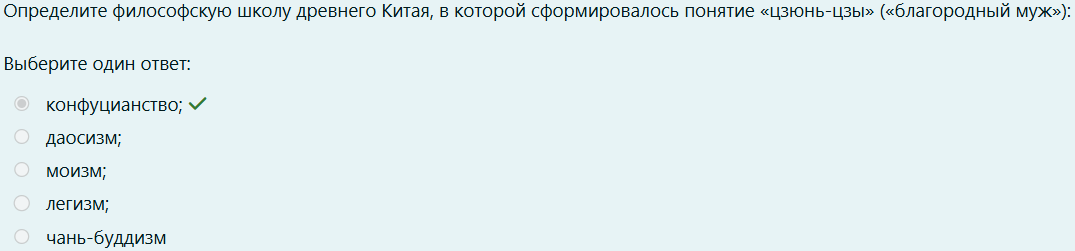 Определите философскую школу древнего Китая, в которой сформировалось понятие «цзюнь-цзы» («благородный муж»):
Выберите один ответ:
конфуцианство;
даосизм;
моизм;
легизм;
чань-буддизм